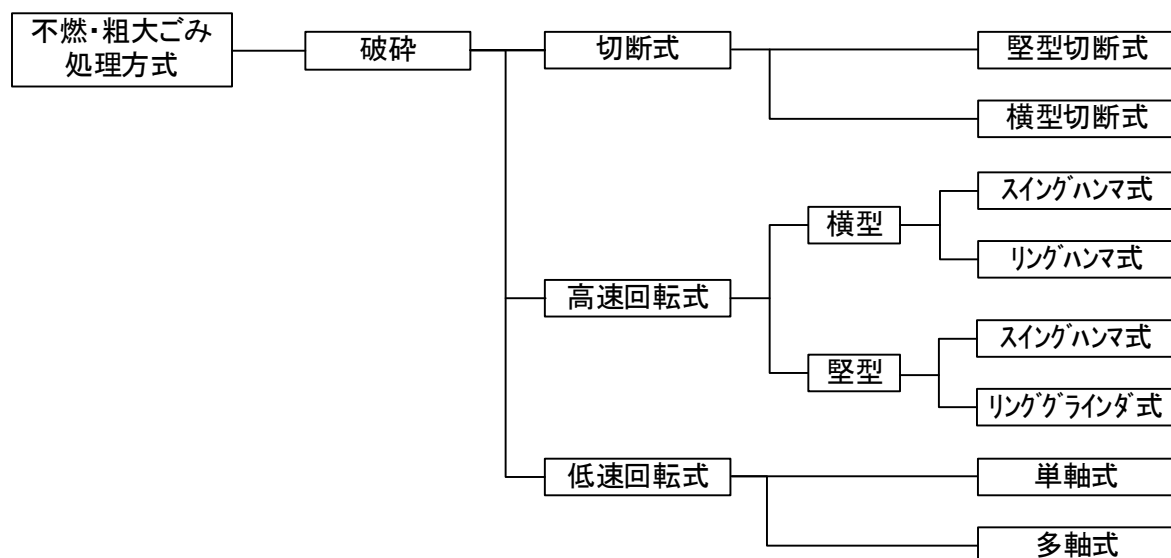 不燃・粗大ごみ
処理方式
破砕
切断式
堅型切断式
横型切断式
高速回転式
横型
ｽｲﾝｸﾞﾊﾝﾏ式
ﾘﾝｸﾞﾊﾝﾏ式
堅型
ｽｲﾝｸﾞﾊﾝﾏ式
ﾘﾝｸﾞｸﾞﾗｲﾝﾀﾞ式
低速回転式
単軸式
多軸式